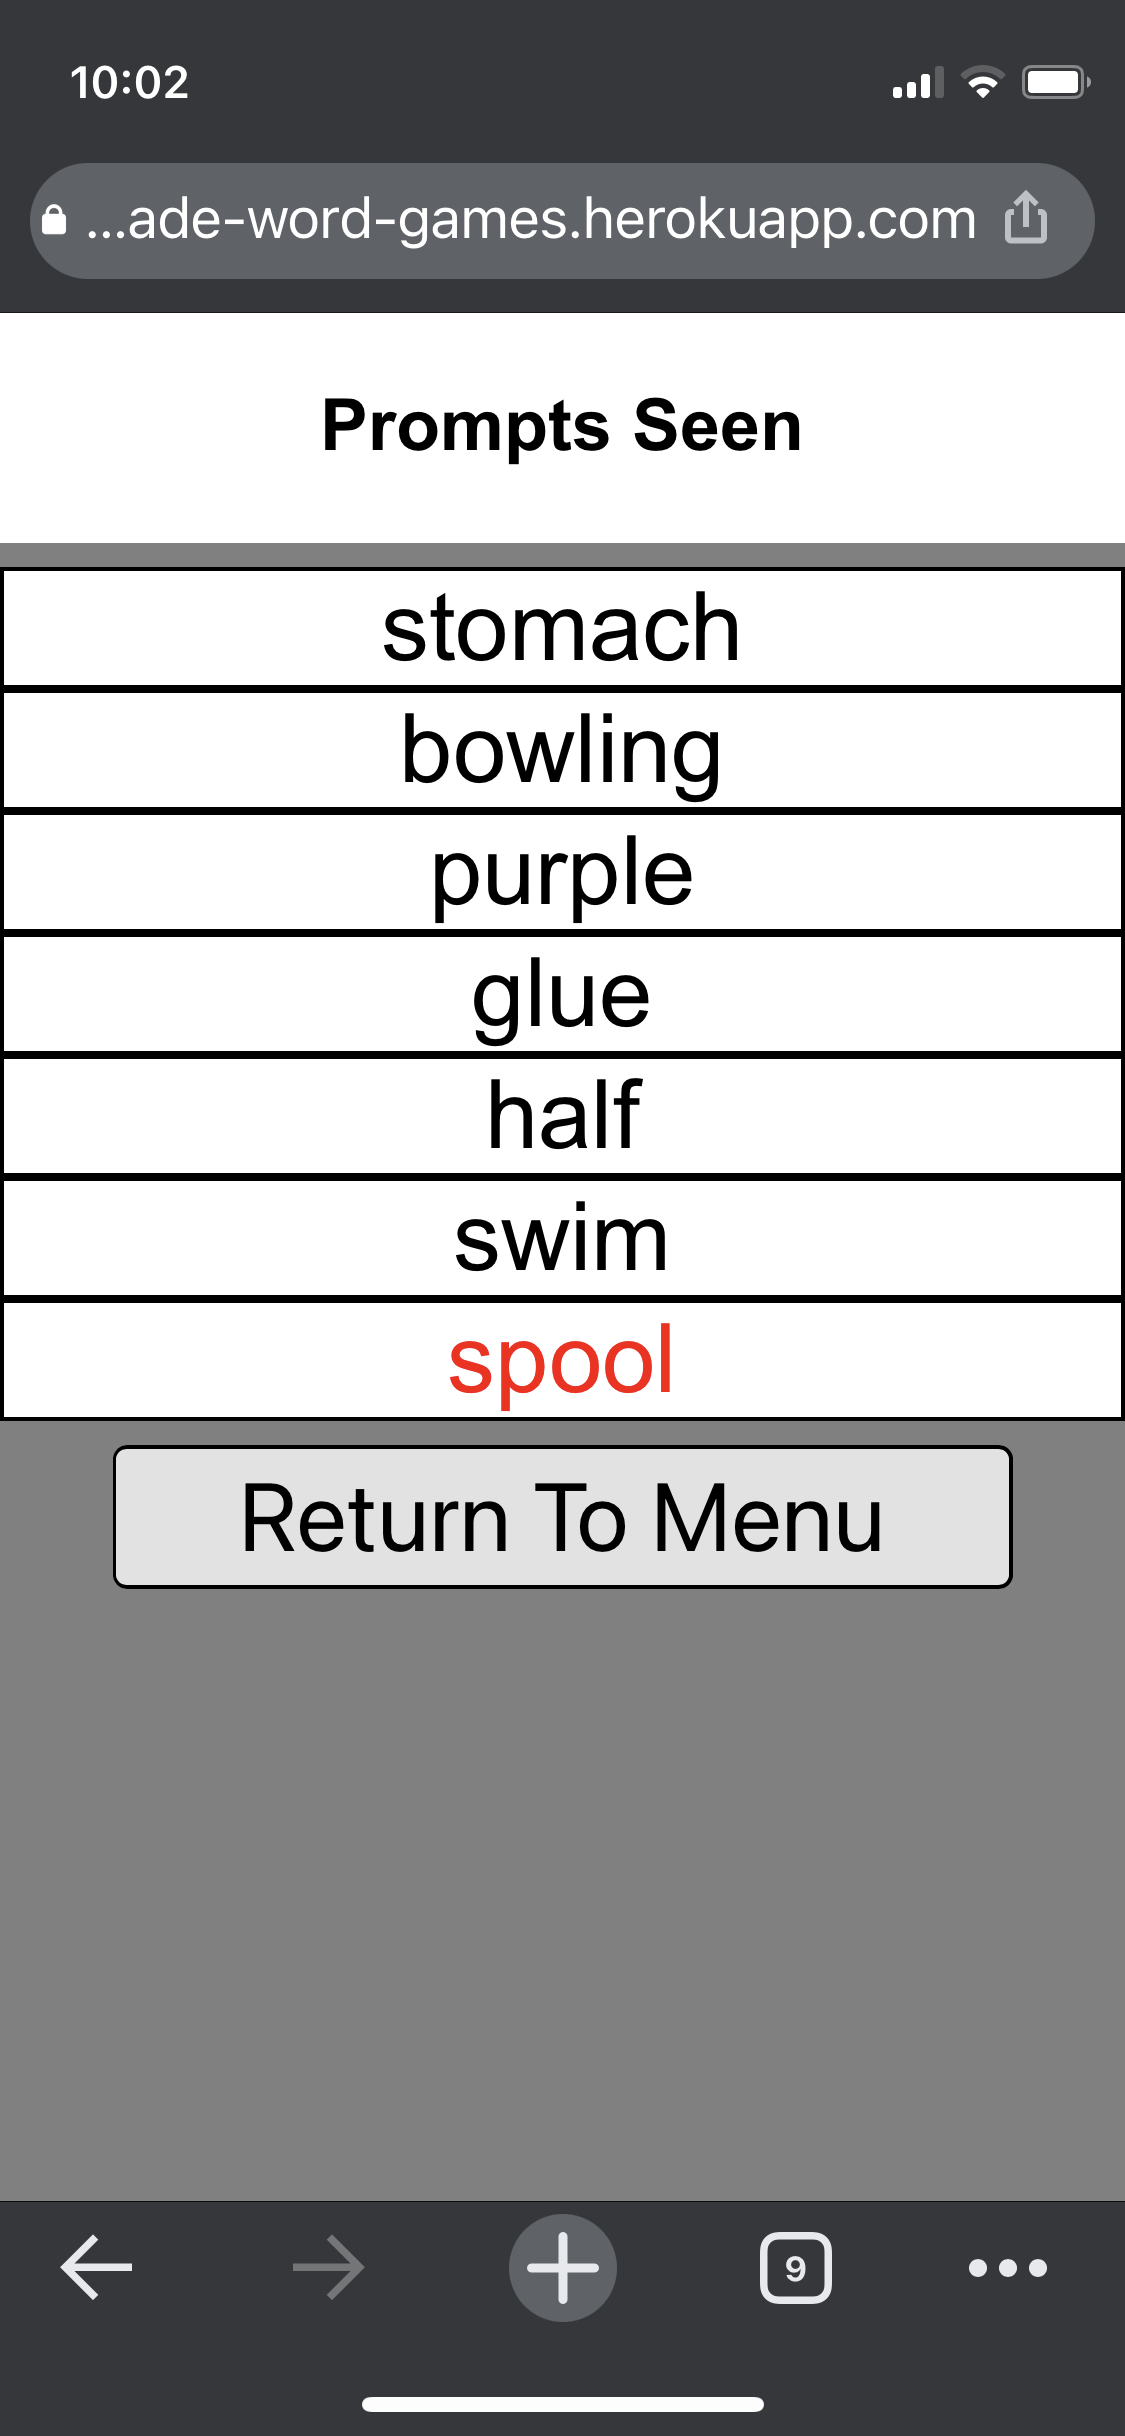 10:02
...ade-word-games.herokuapp.com
Prompts Seen
stomach
bowling
purple
glue
half
swim
spool
Return To Menu
9